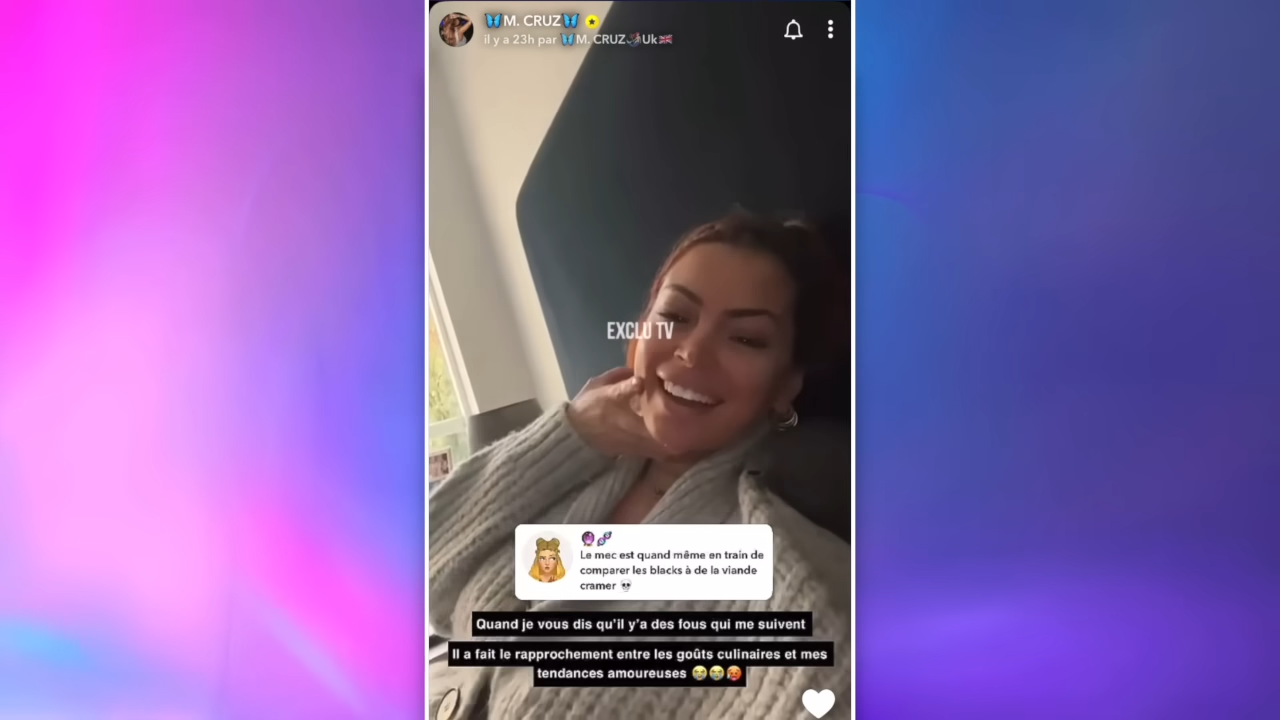 🦋M. CRUZ🦋
il y a 23h par 🦋M. CRUZ🧜🏽‍♀️Uk🇬🇧
EXCLU TV
🔮🧬
Le mec est quand même en train de
comparer les blacks à de la viande
cramer 💀
Quand je vous dis qu'il y'a des fous qui me suivent
Il a fait le rapprochement entre les goûts culinaires et mes
tendances amoureuses 😭😭🥵